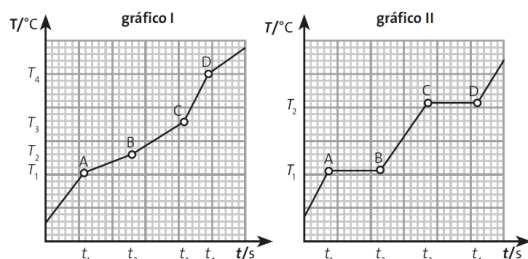 gráfico I
T/°C
T₄
T₃
T₂
T₁
A
B
C
D
t/s
gráfico II
T/°C
T₂
T₁
A
B
C
D
t/s